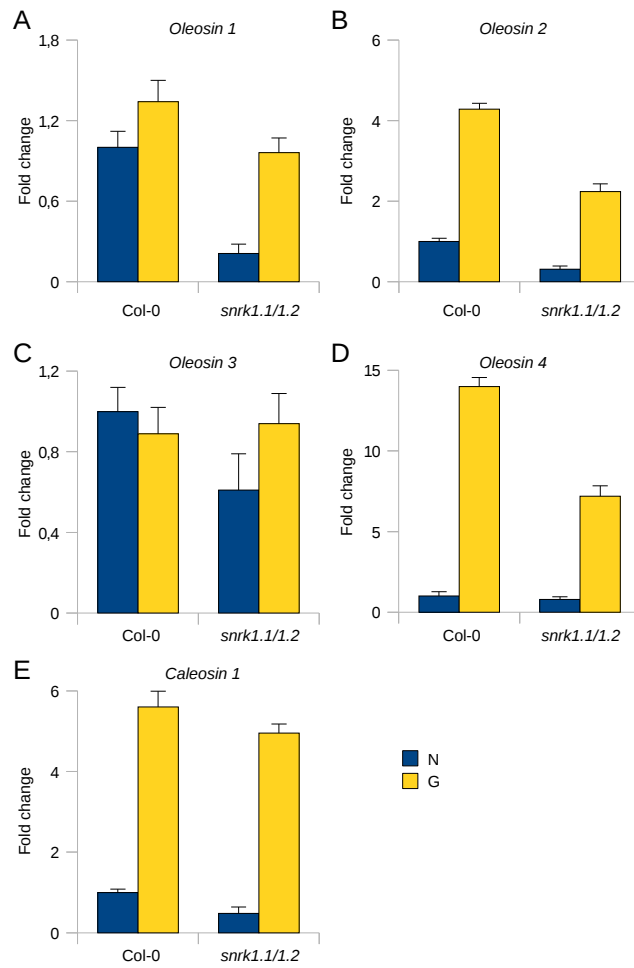 A
Oleosin 1
Fold change
1,8
1,2
0,6
0
Col-0
snrk1.1/1.2
B
Oleosin 2
Fold change
6
4
2
0
Col-0
snrk1.1/1.2
C
Oleosin 3
Fold change
1,2
0,8
0,4
0
Col-0
snrk1.1/1.2
D
Oleosin 4
Fold change
15
10
5
0
Col-0
snrk1.1/1.2
E
Caleosin 1
Fold change
6
4
2
0
Col-0
snrk1.1/1.2
N
G